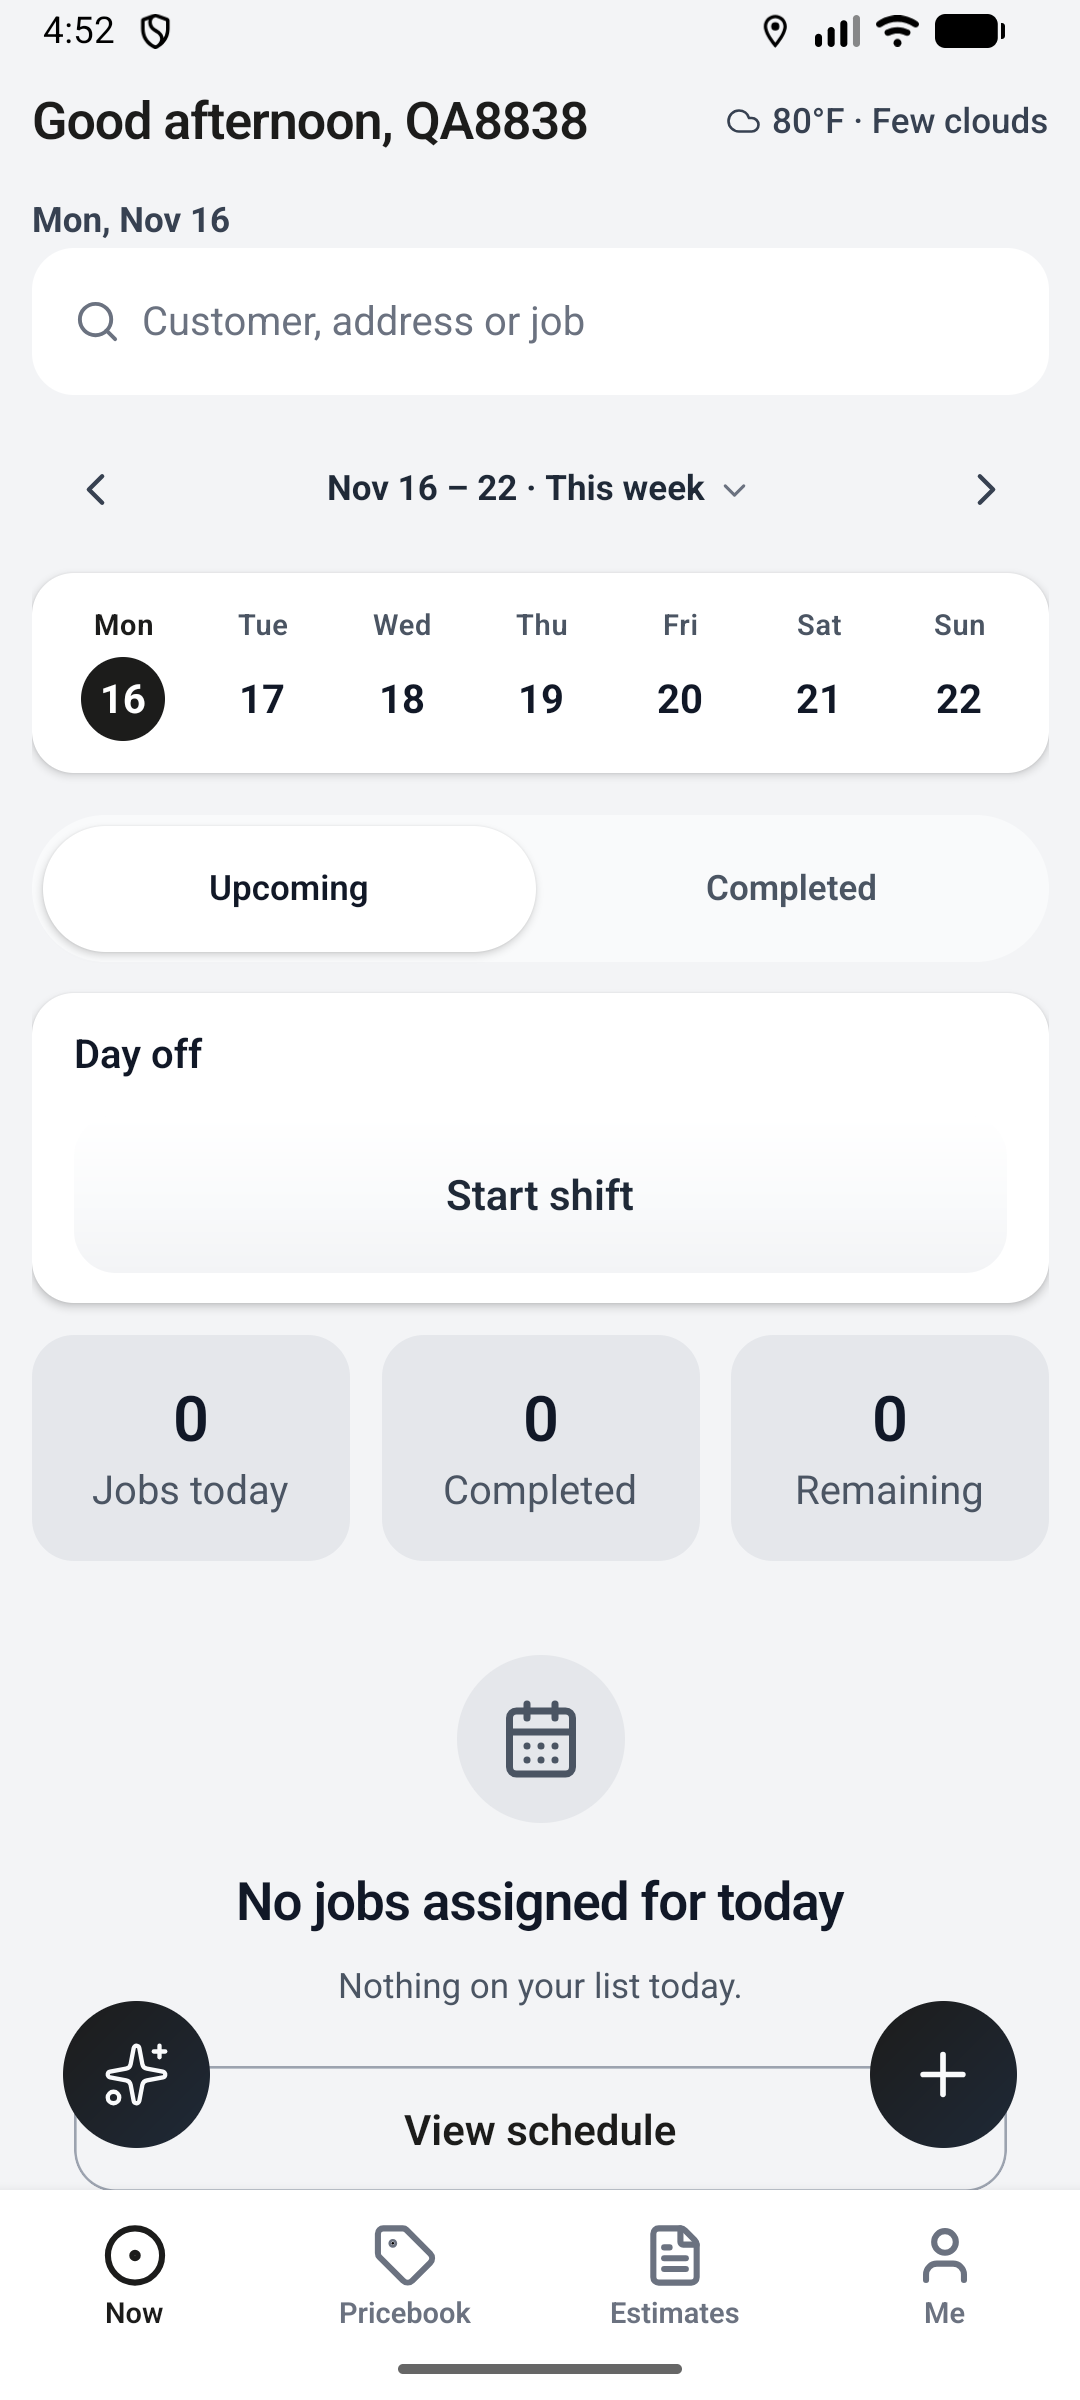 4:52
Good afternoon, QA8838
80°F · Few clouds
Mon, Nov 16
Customer, address or job
Nov 16 – 22 · This week
Mon Tue Wed Thu Fri Sat Sun
16 17 18 19 20 21 22
Upcoming Completed
Day off
Start shift
0 0 0
Jobs today Completed Remaining
No jobs assigned for today
Nothing on your list today.
View schedule
Now Pricebook Estimates Me